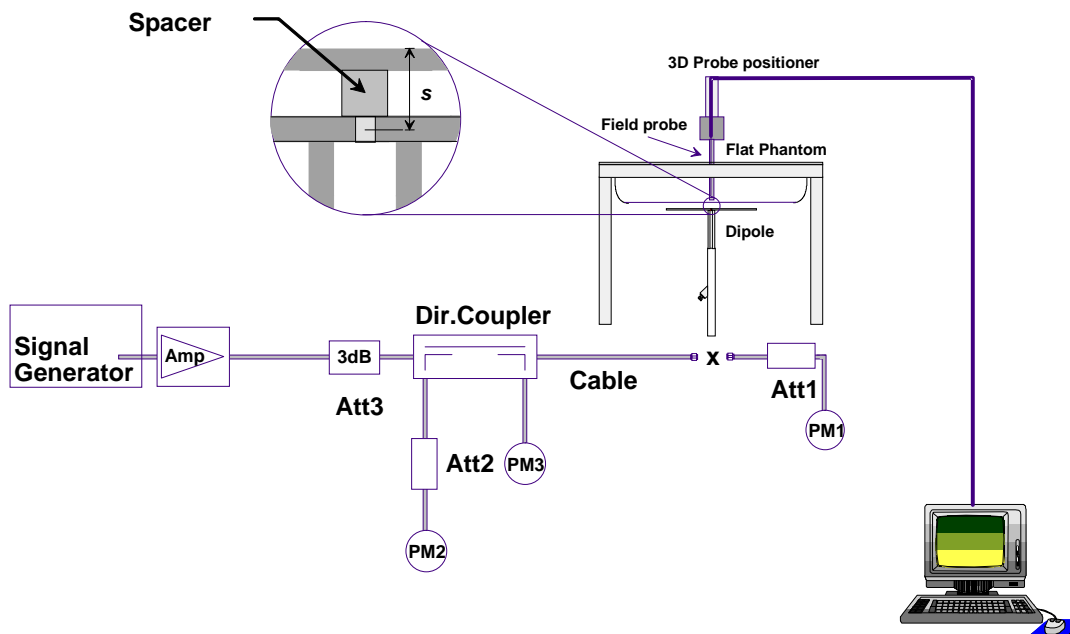 Spacer
s
3D Probe positioner
Field probe
Flat Phantom
Dipole
Signal
Generator
Amp
3dB
Att3
Dir.Coupler
Cable
x
Att1
PM1
Att2
PM3
PM2